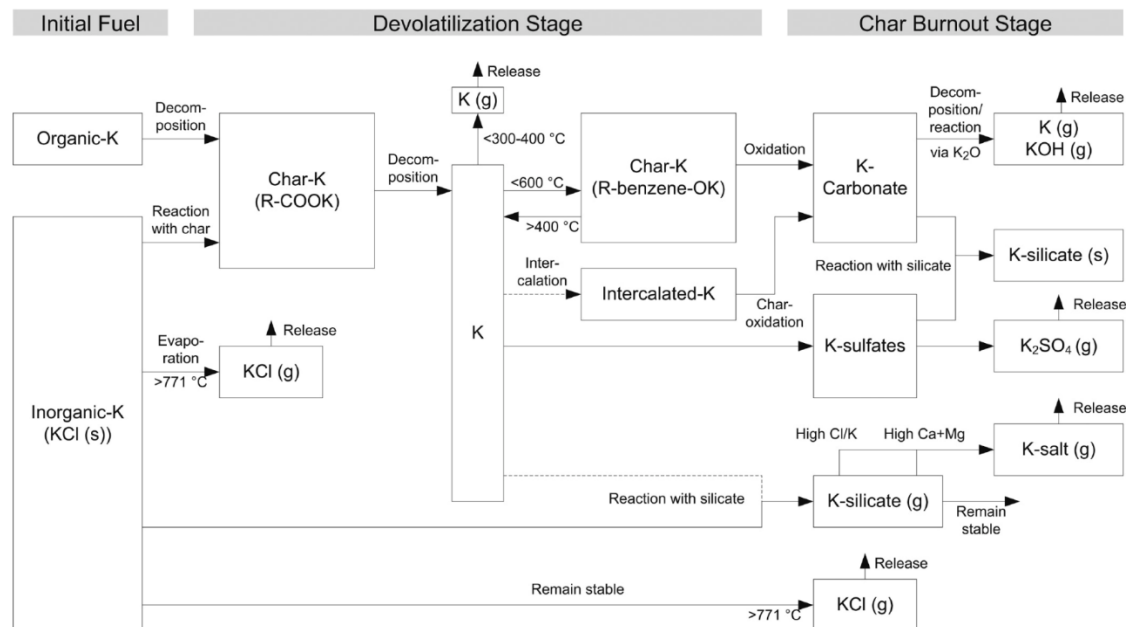 Initial Fuel
Devolatilization Stage
Char Burnout Stage
Organic-K
Decom-
position
Reaction
with char
Inorganic-K
(KCl (s))
Evapo-
ration
>771 °C
Release
KCl (g)
Char-K
(R-COOK)
Decom-
position
Release
K (g)
<300-400 °C
K
<600 °C
>400 °C
Char-K
(R-benzene-OK)
Inter-
calation
Intercalated-K
Oxidation
Char-
oxidation
K-
Carbonate
Decom-
position/
reaction
via K2O
Release
K (g)
KOH (g)
Reaction with silicate
K-silicate (s)
K-sulfates
Release
K2SO4 (g)
High Cl/K
High Ca+Mg
Release
K-salt (g)
Reaction with silicate
K-silicate (g)
Remain
stable
Remain stable
>771 °C
Release
KCl (g)